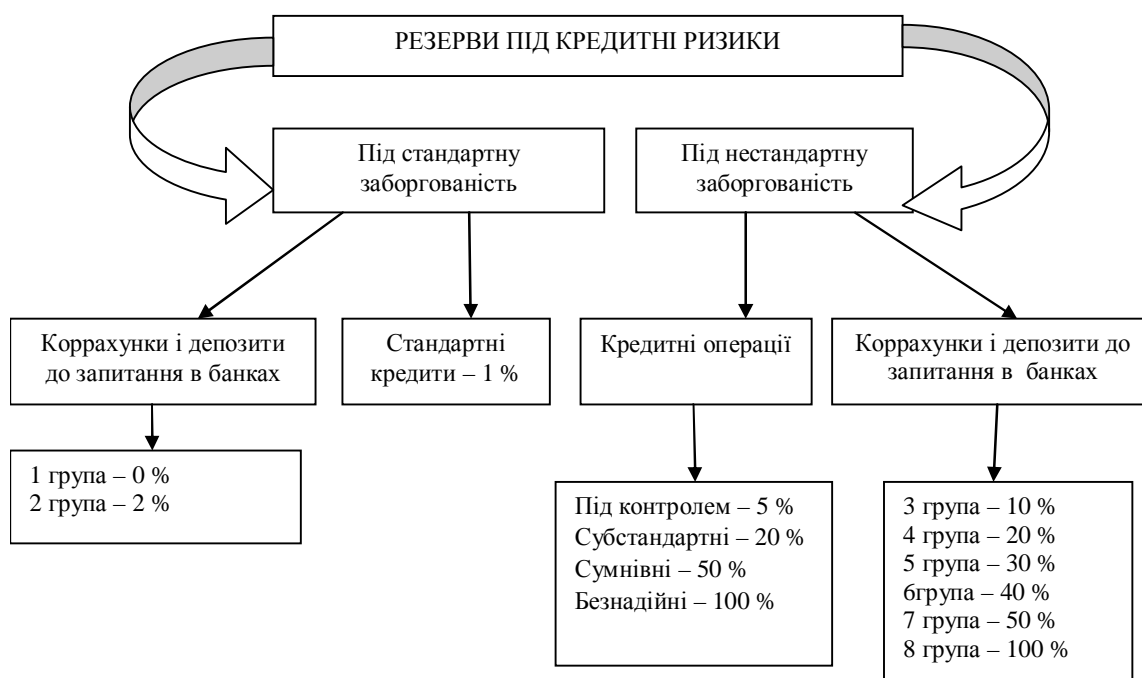 РЕЗЕРВИ ПІД КРЕДИТНІ РИЗИКИ
Під стандартну
заборгованість
Під нестандартну
заборгованість
Коррахунки і депозити
до запитання в банках
Стандартні
кредити – 1 %
Кредитні операції
Коррахунки і депозити до
запитання в банках
1 група – 0 %
2 група – 2 %
Під контролем – 5 %
Субстандартні – 20 %
Сумнівні – 50 %
Безнадійні – 100 %
3 група – 10 %
4 група – 20 %
5 група – 30 %
6група – 40 %
7 група – 50 %
8 група – 100 %